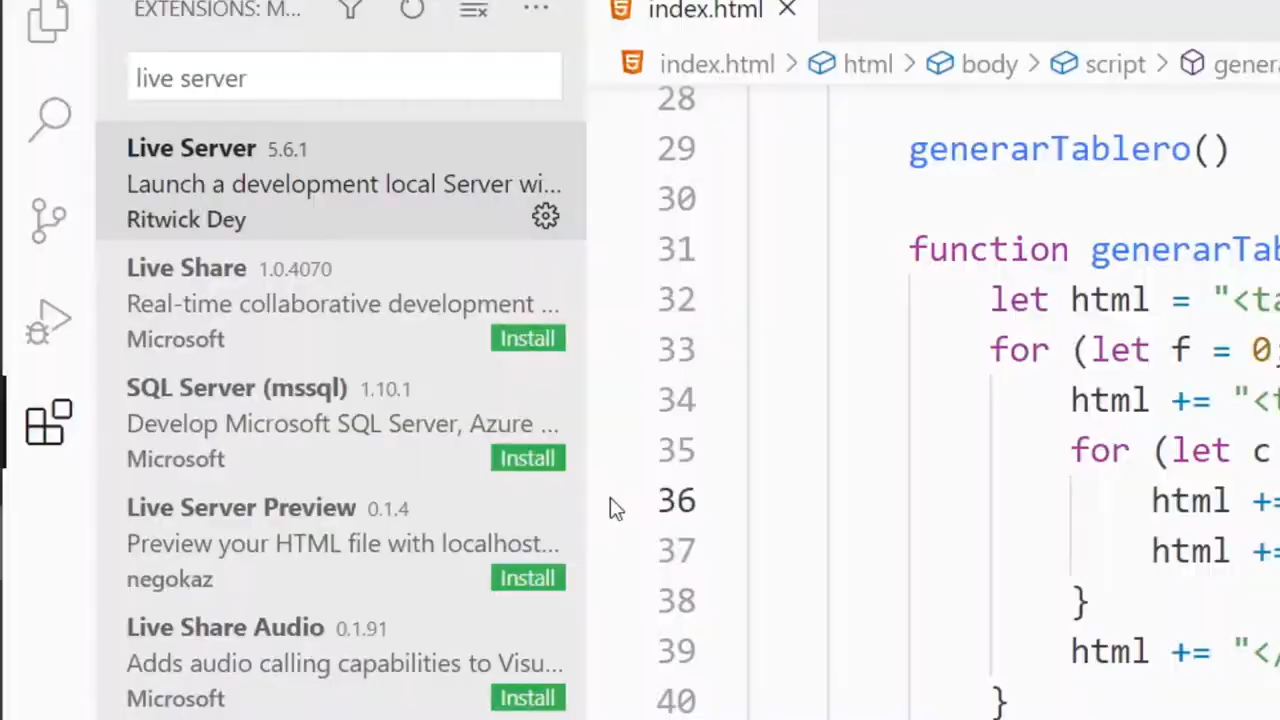 EXTENSIONS: M...
live server
Live Server 5.6.1
Launch a development local Server wi...
Ritwick Dey
Live Share 1.0.4070
Real-time collaborative development ...
Microsoft
Install
SQL Server (mssql) 1.10.1
Develop Microsoft SQL Server, Azure ...
Microsoft
Install
Live Server Preview 0.1.4
Preview your HTML file with localhost...
negokaz
Install
Live Share Audio 0.1.91
Adds audio calling capabilities to Visu...
Microsoft
Install
index.html
index.html > html > body > script > genera
28
29 generarTablero()
30
31 function generarTab
32 let html = "<ta
33 for (let f = 0;
34 html += "<t
35 for (let c
36 html +=
37 html +=
38 }
39 html += "</
40 }